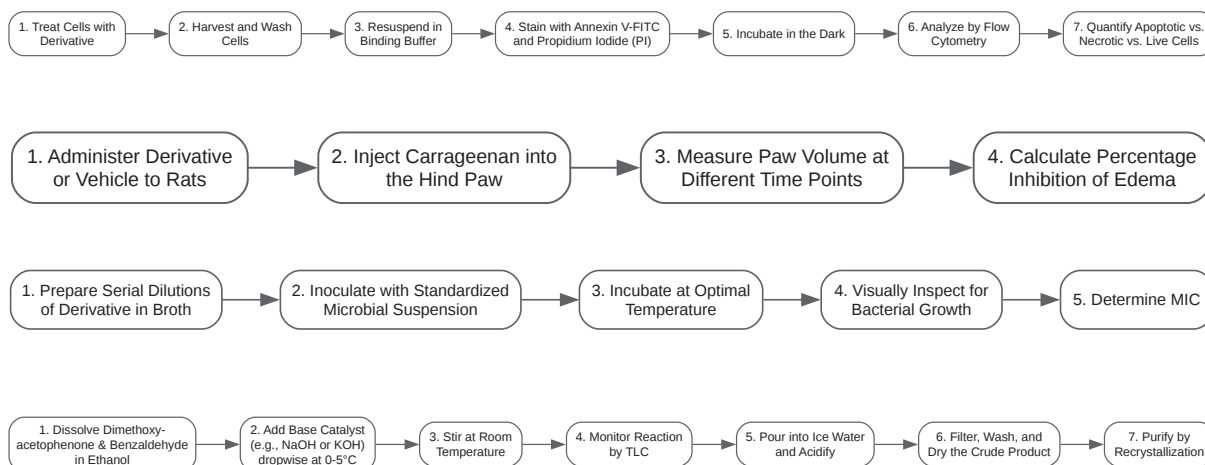 1. Treat Cells with
Derivative
2. Harvest and Wash
Cells
3. Resuspend in
Binding Buffer
4. Stain with Annexin V-FITC
and Propidium Iodide (PI)
5. Incubate in the Dark
6. Analyze by Flow
Cytometry
7. Quantify Apoptotic vs.
Necrotic vs. Live Cells
1. Administer Derivative
or Vehicle to Rats
2. Inject Carrageenan into
the Hind Paw
3. Measure Paw Volume at
Different Time Points
4. Calculate Percentage
Inhibition of Edema
1. Prepare Serial Dilutions
of Derivative in Broth
2. Inoculate with Standardized
Microbial Suspension
3. Incubate at Optimal
Temperature
4. Visually Inspect for
Bacterial Growth
5. Determine MIC
1. Dissolve Dimethoxy-
acetophenone & Benzaldehyde
in Ethanol
2. Add Base Catalyst
(e.g., NaOH or KOH)
dropwise at 0-5°C
3. Stir at Room
Temperature
4. Monitor Reaction
by TLC
5. Pour into Ice Water
and Acidify
6. Filter, Wash, and
Dry the Crude Product
7. Purify by
Recrystallization